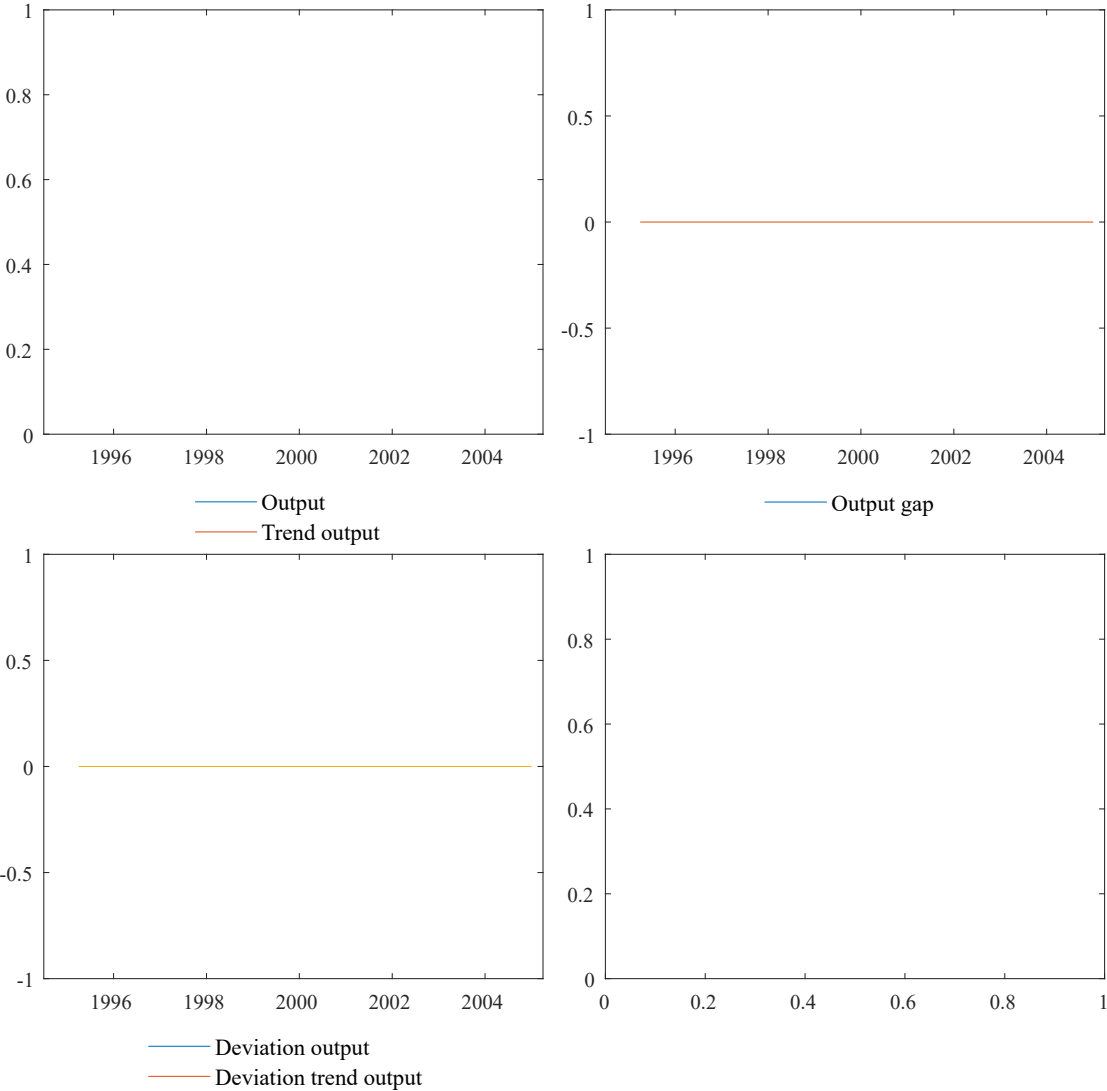 1
0.8
0.6
0.4
0.2
0
1996 1998 2000 2002 2004
Output
Trend output
1
0.5
0
-0.5
-1
1996 1998 2000 2002 2004
Output gap
1
0.5
0
-0.5
-1
1996 1998 2000 2002 2004
Deviation output
Deviation trend output
1
0.8
0.6
0.4
0.2
0
0 0.2 0.4 0.6 0.8 1